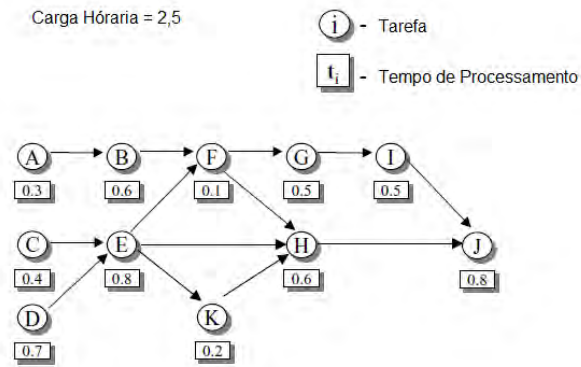 Carga Hóraria = 2,5
i - Tarefa
ti - Tempo de Processamento
A B F G I
0.3 0.6 0.1 0.5 0.5
C E H J
0.4 0.8 0.6 0.8
D K
0.7 0.2